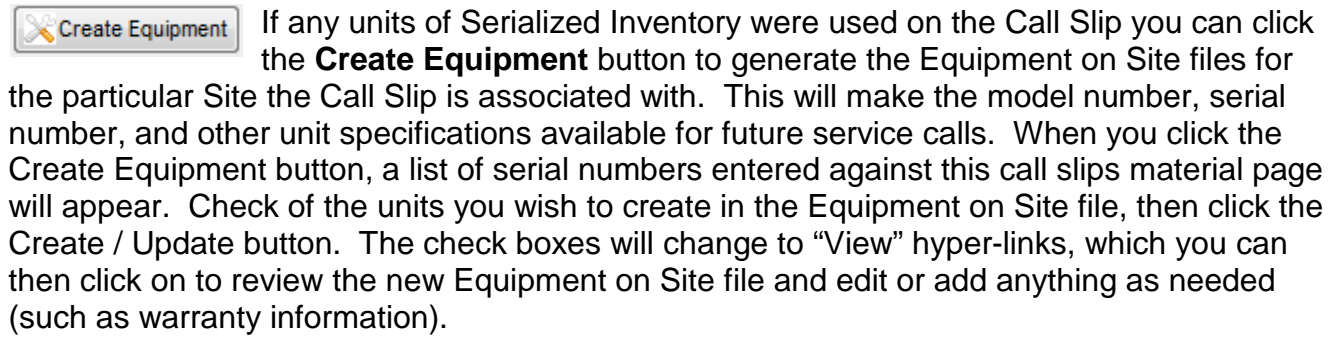 Create Equipment
If any units of Serialized Inventory were used on the Call Slip you can click
the Create Equipment button to generate the Equipment on Site files for
the particular Site the Call Slip is associated with.  This will make the model number, serial
number, and other unit specifications available for future service calls.  When you click the
Create Equipment button, a list of serial numbers entered against this call slips material page
will appear.  Check of the units you wish to create in the Equipment on Site file, then click the
Create / Update button.  The check boxes will change to “View” hyper-links, which you can
then click on to review the new Equipment on Site file and edit or add anything as needed
(such as warranty information).